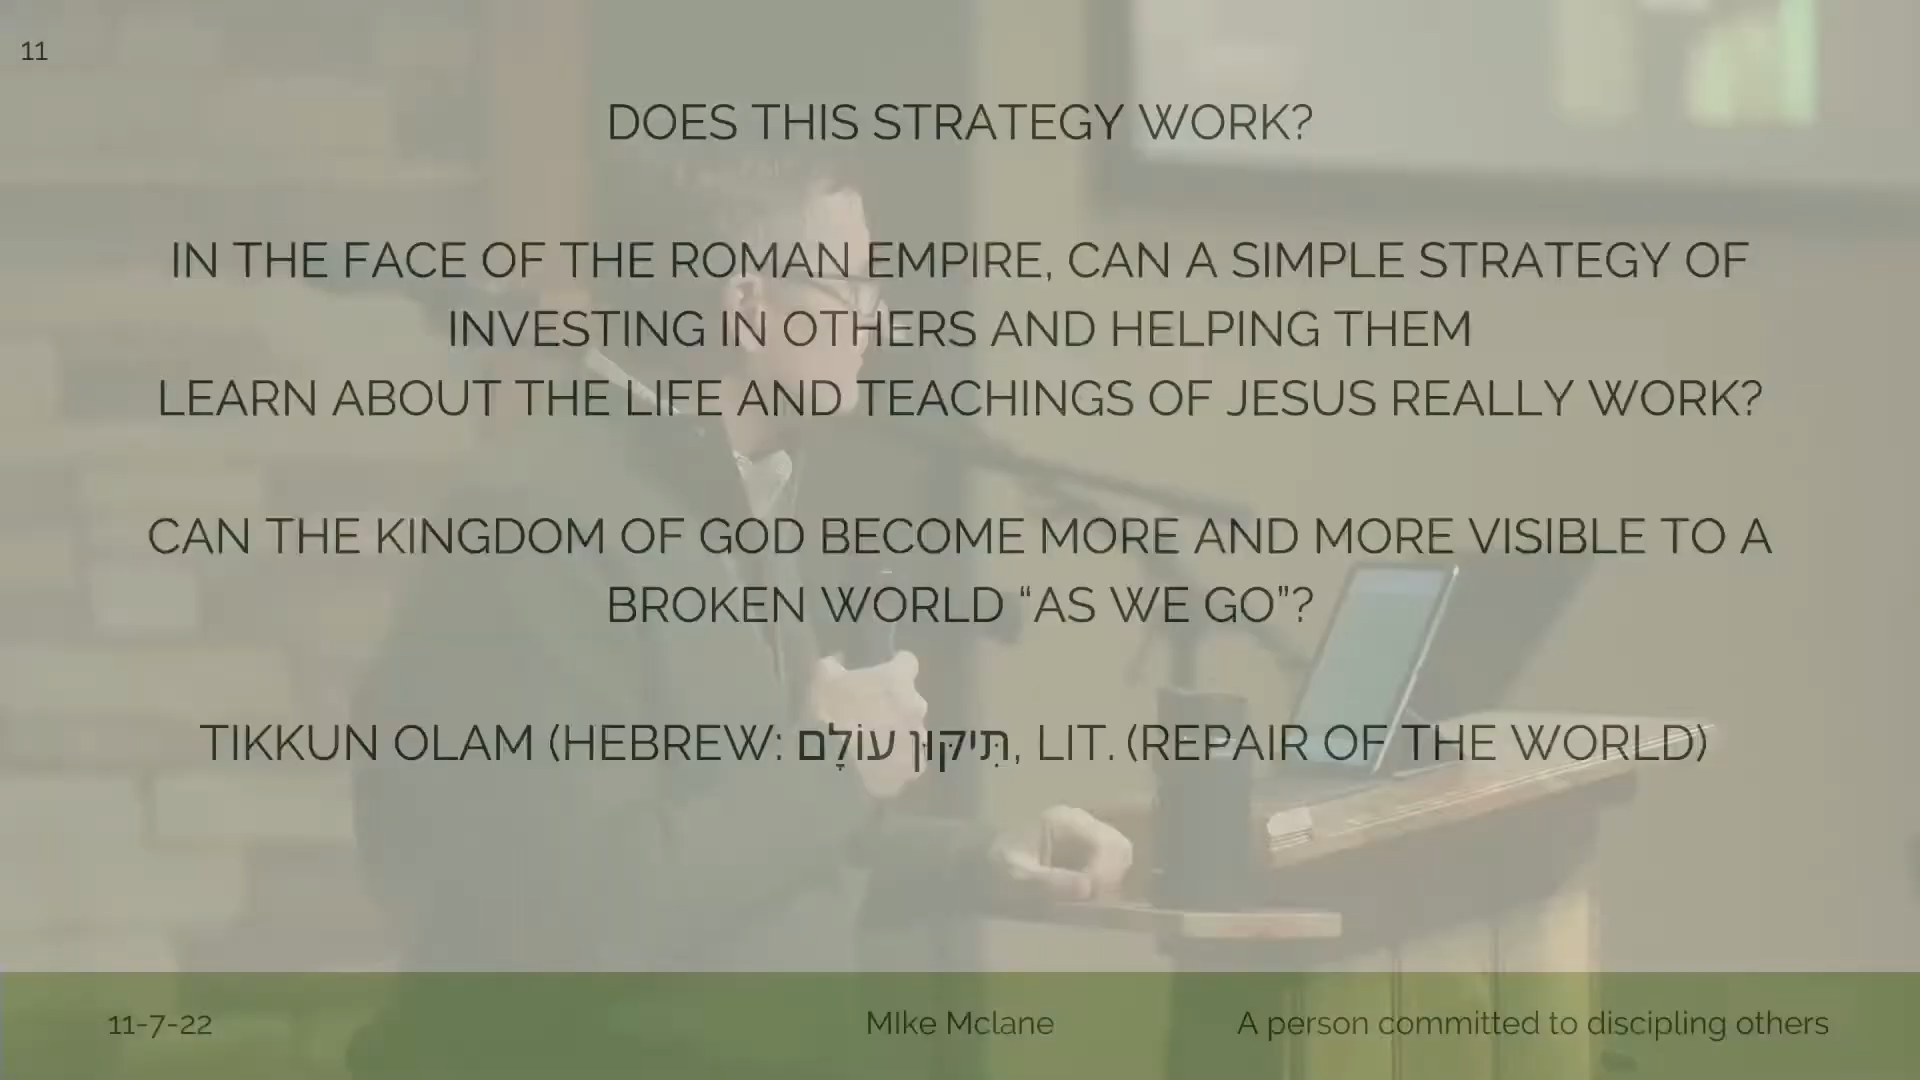 11
DOES THIS STRATEGY WORK?
IN THE FACE OF THE ROMAN EMPIRE, CAN A SIMPLE STRATEGY OF
INVESTING IN OTHERS AND HELPING THEM
LEARN ABOUT THE LIFE AND TEACHINGS OF JESUS REALLY WORK?
CAN THE KINGDOM OF GOD BECOME MORE AND MORE VISIBLE TO A
BROKEN WORLD “AS WE GO”?
TIKKUN OLAM (HEBREW: תִּיקּוּן עוֹלָם, LIT. (REPAIR OF THE WORLD)
11-7-22
MIke Mclane
A person committed to discipling others